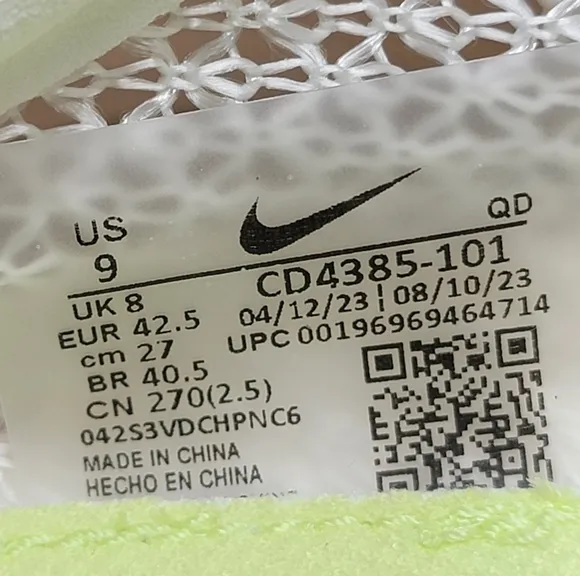 US
9
UK 8
EUR 42.5
cm 27
BR 40.5
CN 270(2.5)
042S3VDCHPNC6
MADE IN CHINA
HECHO EN CHINA
QD
CD4385-101
04/12/23 | 08/10/23
UPC 00196969464714